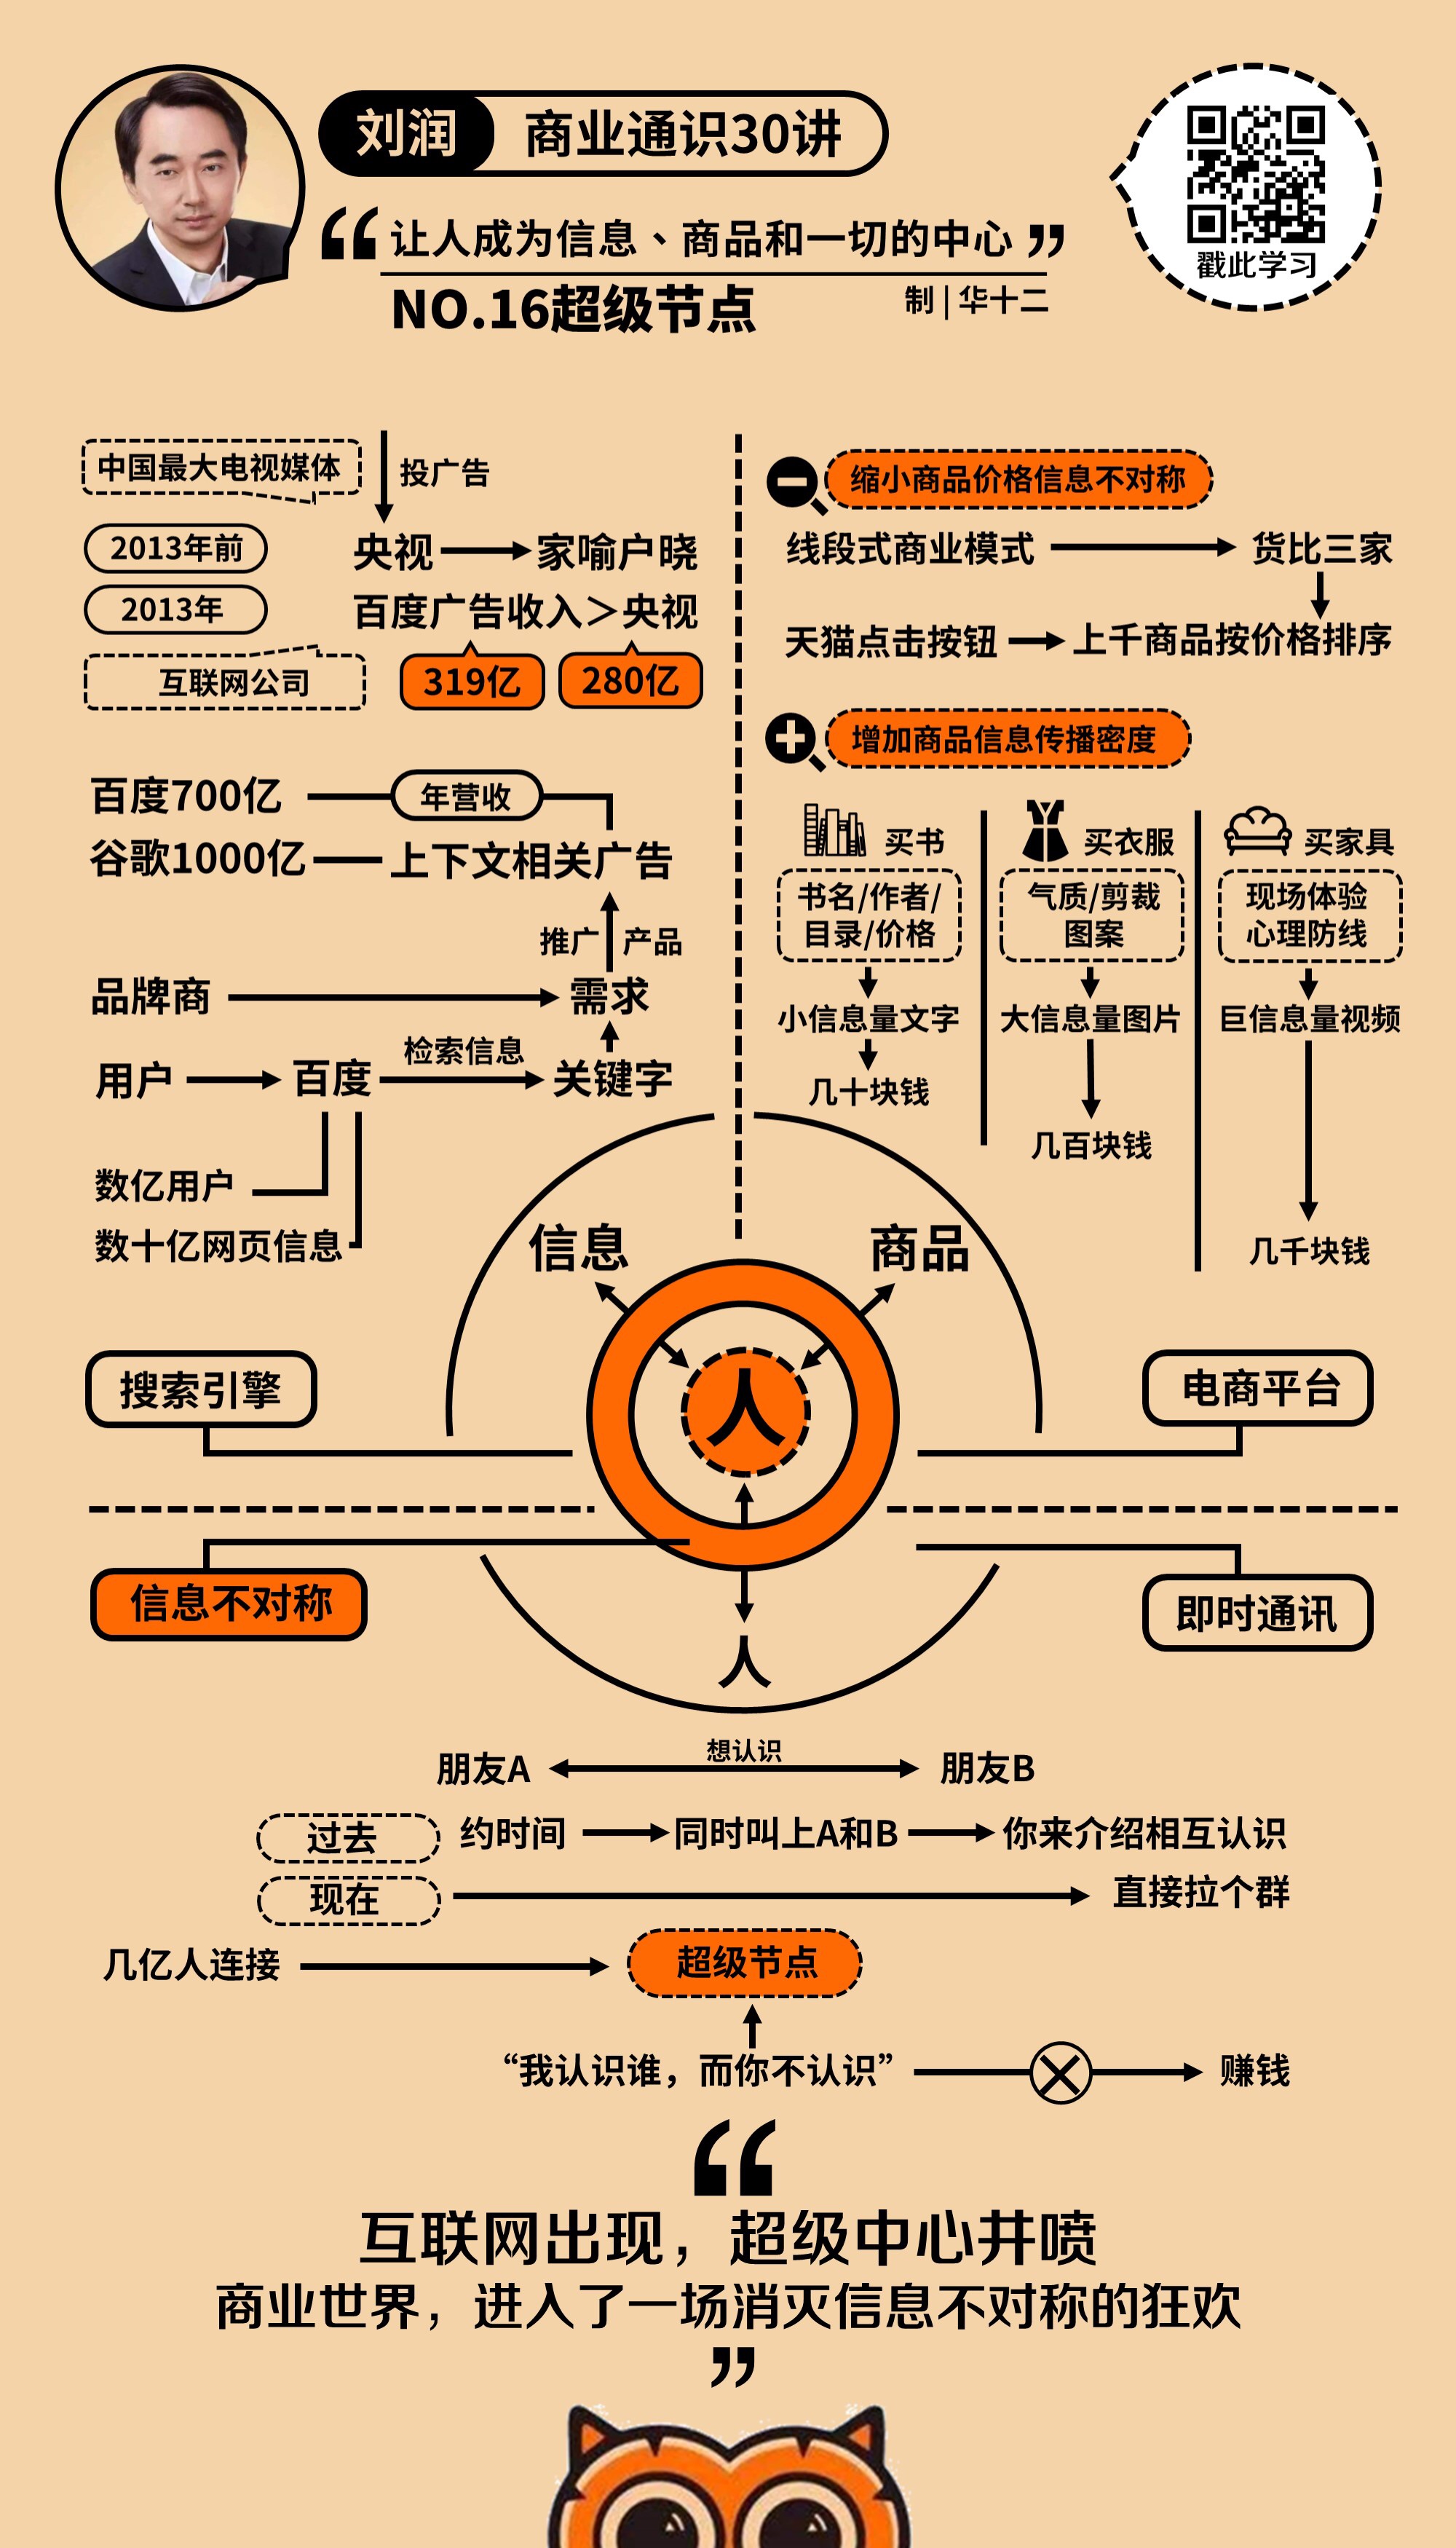 刘润 商业通识30讲
“让人成为信息、商品和一切的中心”
NO.16超级节点
制|华十二
戳此学习
中国最大电视媒体
投广告
2013年前
央视
家喻户晓
2013年
百度广告收入>央视
互联网公司
319亿
280亿
百度700亿
年营收
谷歌1000亿
上下文相关广告
推广
产品
品牌商
需求
用户
百度
检索信息
关键字
数亿用户
数十亿网页信息
缩小商品价格信息不对称
线段式商业模式
货比三家
天猫点击按钮
上千商品按价格排序
增加商品信息传播密度
买书
书名/作者/
目录/价格
小信息量文字
几十块钱
买衣服
气质/剪裁
图案
大信息量图片
几百块钱
买家具
现场体验
心理防线
巨信息量视频
几千块钱
信息
商品
人
搜索引擎
电商平台
信息不对称
即时通讯
人
朋友A
想认识
朋友B
过去
约时间
同时叫上A和B
你来介绍相互认识
现在
直接拉个群
几亿人连接
超级节点
“我认识谁，而你不认识”
赚钱
“
互联网出现，超级中心井喷
商业世界，进入了一场消灭信息不对称的狂欢
”